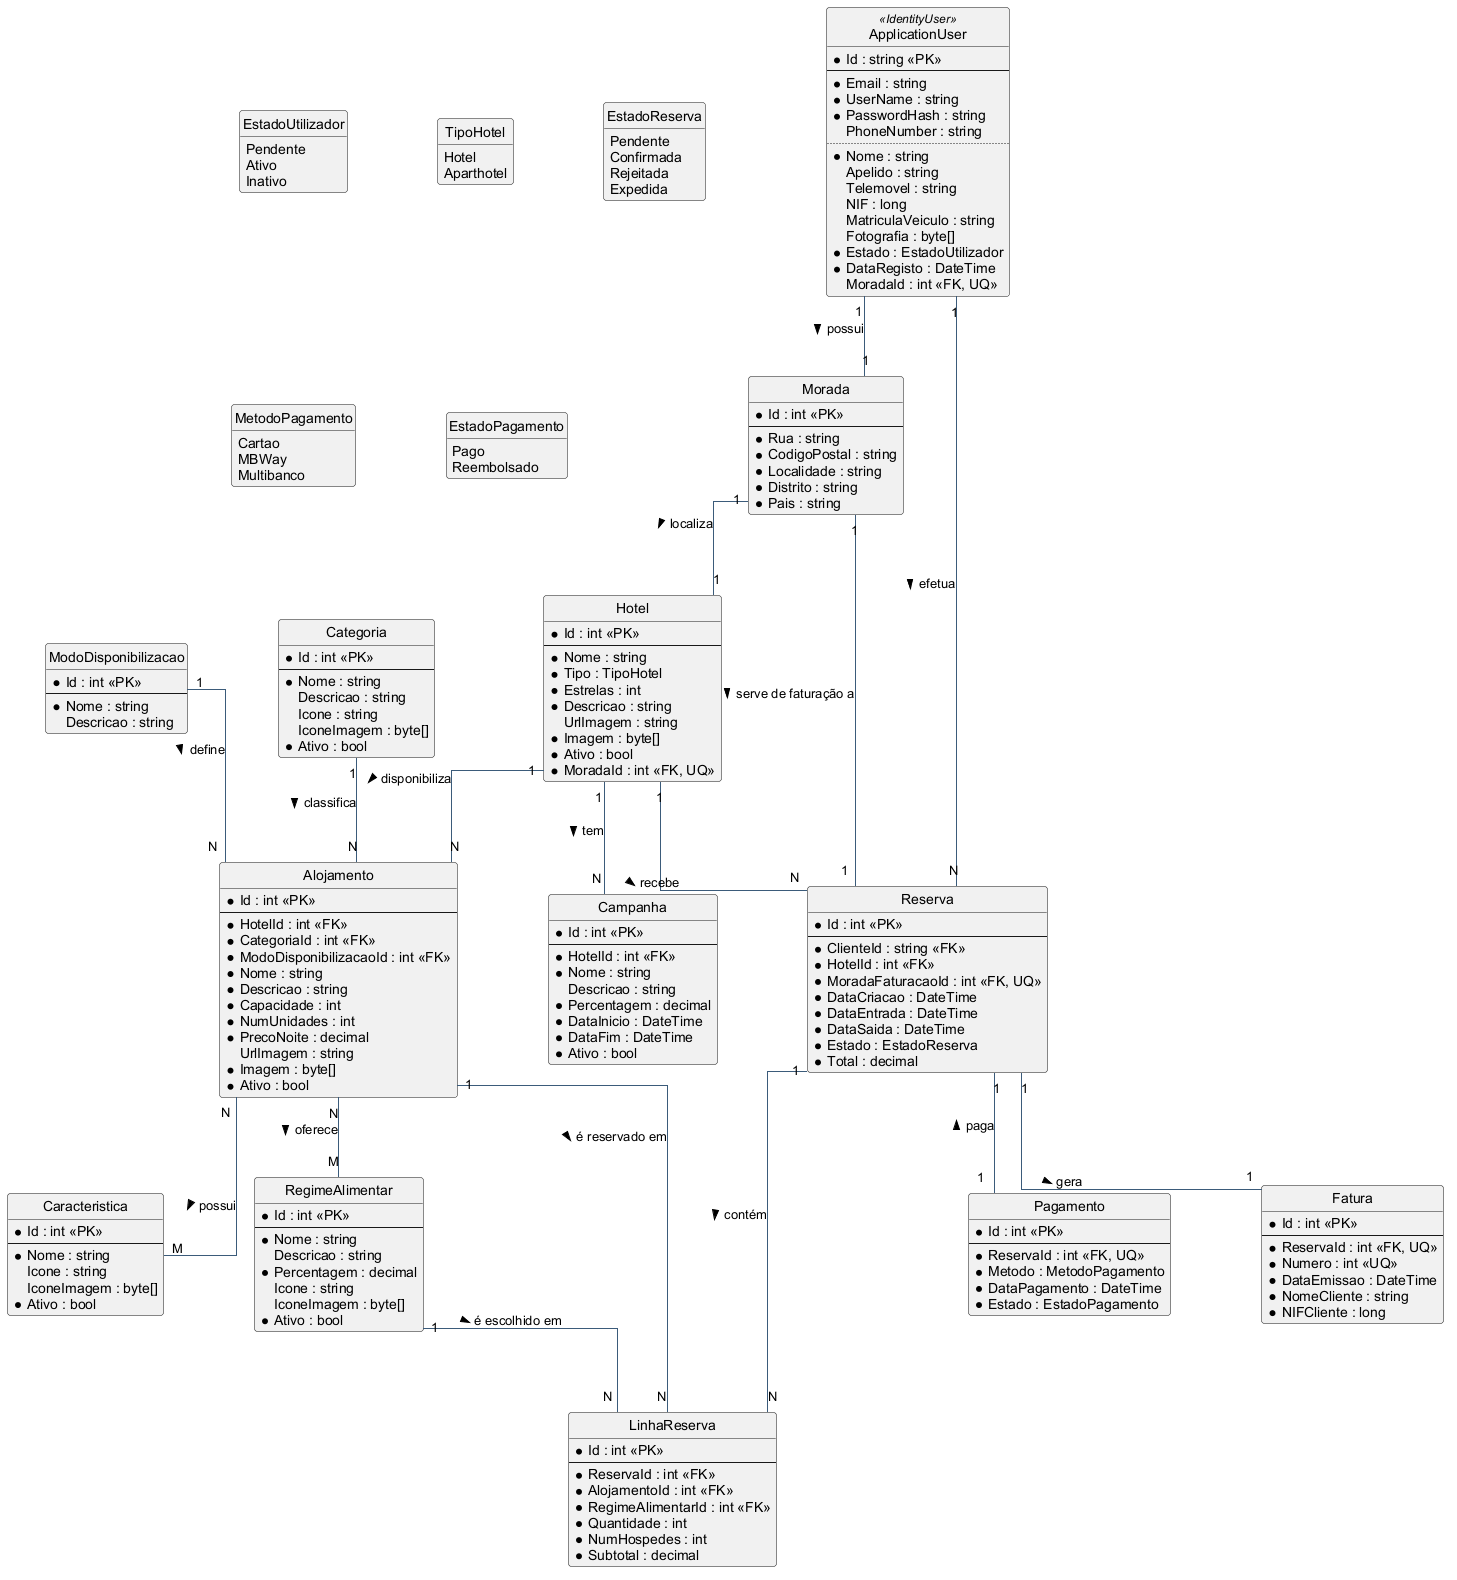 «IdentityUser»
ApplicationUser
Id : string «PK»
Email : string
UserName : string
PasswordHash : string
PhoneNumber : string
Nome : string
Apelido : string
Telemovel : string
NIF : long
MatriculaVeiculo : string
Fotografia : byte[]
Estado : EstadoUtilizador
DataRegisto : DateTime
MoradaId : int «FK, UQ»
EstadoUtilizador
Pendente
Ativo
Inativo
TipoHotel
Hotel
Aparthotel
EstadoReserva
Pendente
Confirmada
Rejeitada
Expedida
1
possui
1
1
efetua
N
MetodoPagamento
Cartao
MBWay
Multibanco
EstadoPagamento
Pago
Reembolsado
Morada
Id : int «PK»
Rua : string
CodigoPostal : string
Localidade : string
Distrito : string
Pais : string
1
localiza
1
1
serve de faturação a
1
ModoDisponibilizacao
Id : int «PK»
Nome : string
Descricao : string
1
define
N
Categoria
Id : int «PK»
Nome : string
Descricao : string
Icone : string
IconeImagem : byte[]
Ativo : bool
1
classifica
N
Hotel
Id : int «PK»
Nome : string
Tipo : TipoHotel
Estrelas : int
Descricao : string
UrlImagem : string
Imagem : byte[]
Ativo : bool
MoradaId : int «FK, UQ»
1
disponibiliza
N
1
tem
N
1
recebe
N
Alojamento
Id : int «PK»
HotelId : int «FK»
CategoriaId : int «FK»
ModoDisponibilizacaoId : int «FK»
Nome : string
Descricao : string
Capacidade : int
NumUnidades : int
PrecoNoite : decimal
UrlImagem : string
Imagem : byte[]
Ativo : bool
Campanha
Id : int «PK»
HotelId : int «FK»
Nome : string
Descricao : string
Percentagem : decimal
DataInicio : DateTime
DataFim : DateTime
Ativo : bool
Reserva
Id : int «PK»
ClienteId : string «FK»
HotelId : int «FK»
MoradaFaturacaoId : int «FK, UQ»
DataCriacao : DateTime
DataEntrada : DateTime
DataSaida : DateTime
Estado : EstadoReserva
Total : decimal
N
possui
M
N
oferece
M
1
é reservado em
N
1
contém
N
1
paga
1
1
gera
1
Caracteristica
Id : int «PK»
Nome : string
Icone : string
IconeImagem : byte[]
Ativo : bool
RegimeAlimentar
Id : int «PK»
Nome : string
Descricao : string
Percentagem : decimal
Icone : string
IconeImagem : byte[]
Ativo : bool
1
é escolhido em
N
Pagamento
Id : int «PK»
ReservaId : int «FK, UQ»
Metodo : MetodoPagamento
DataPagamento : DateTime
Estado : EstadoPagamento
Fatura
Id : int «PK»
ReservaId : int «FK, UQ»
Numero : int «UQ»
DataEmissao : DateTime
NomeCliente : string
NIFCliente : long
LinhaReserva
Id : int «PK»
ReservaId : int «FK»
AlojamentoId : int «FK»
RegimeAlimentarId : int «FK»
Quantidade : int
NumHospedes : int
Subtotal : decimal